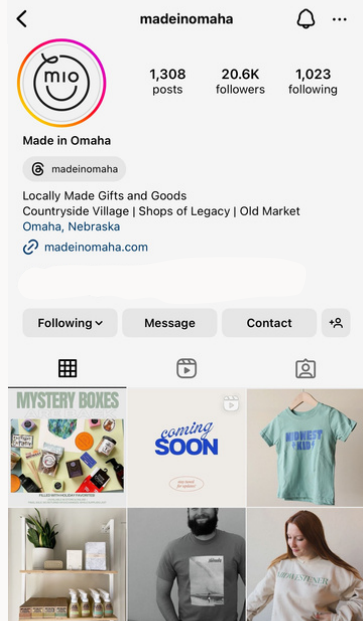 madeinomaha
mio
1,308
posts
20.6K
followers
1,023
following
Made in Omaha
madeinomaha
Locally Made Gifts and Goods
Countryside Village | Shops of Legacy | Old Market
Omaha, Nebraska
madeinomaha.com
Following
Message
Contact
MYSTERY BOXES
coming
SOON
MIDWEST
KID
MIDWESTERNER